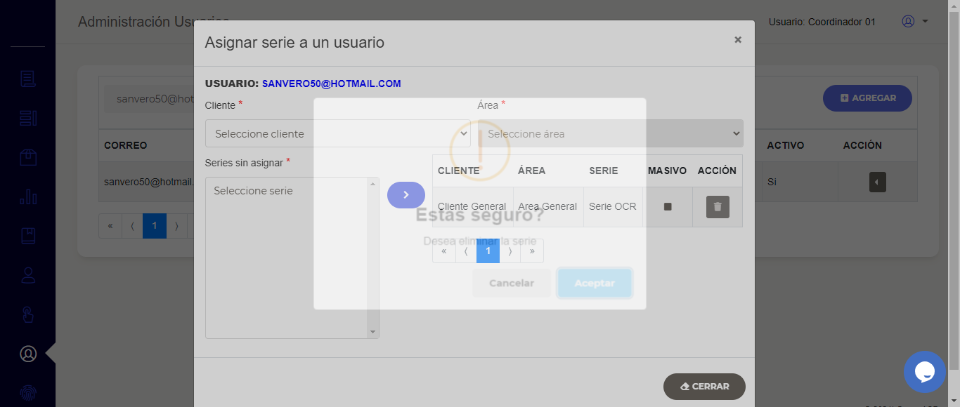 Administración Usuarios
Usuario: Coordinador 01
Asignar serie a un usuario
×
USUARIO: SANVERO50@HOTMAIL.COM
Cliente *
Área *
Seleccione cliente
Seleccione área
Series sin asignar *
Seleccione serie
CLIENTE ÁREA SERIE MASIVO ACCIÓN
Cliente General Area General Serie OCR
« ⟨ 1 ⟩ »
Estás seguro?
Desea eliminar la serie
Cancelar
Aceptar
CERRAR
sanvero50@hot
AGREGAR
CORREO
ACTIVO ACCIÓN
sanvero50@hotmail.
Si
« ⟨ 1 ⟩